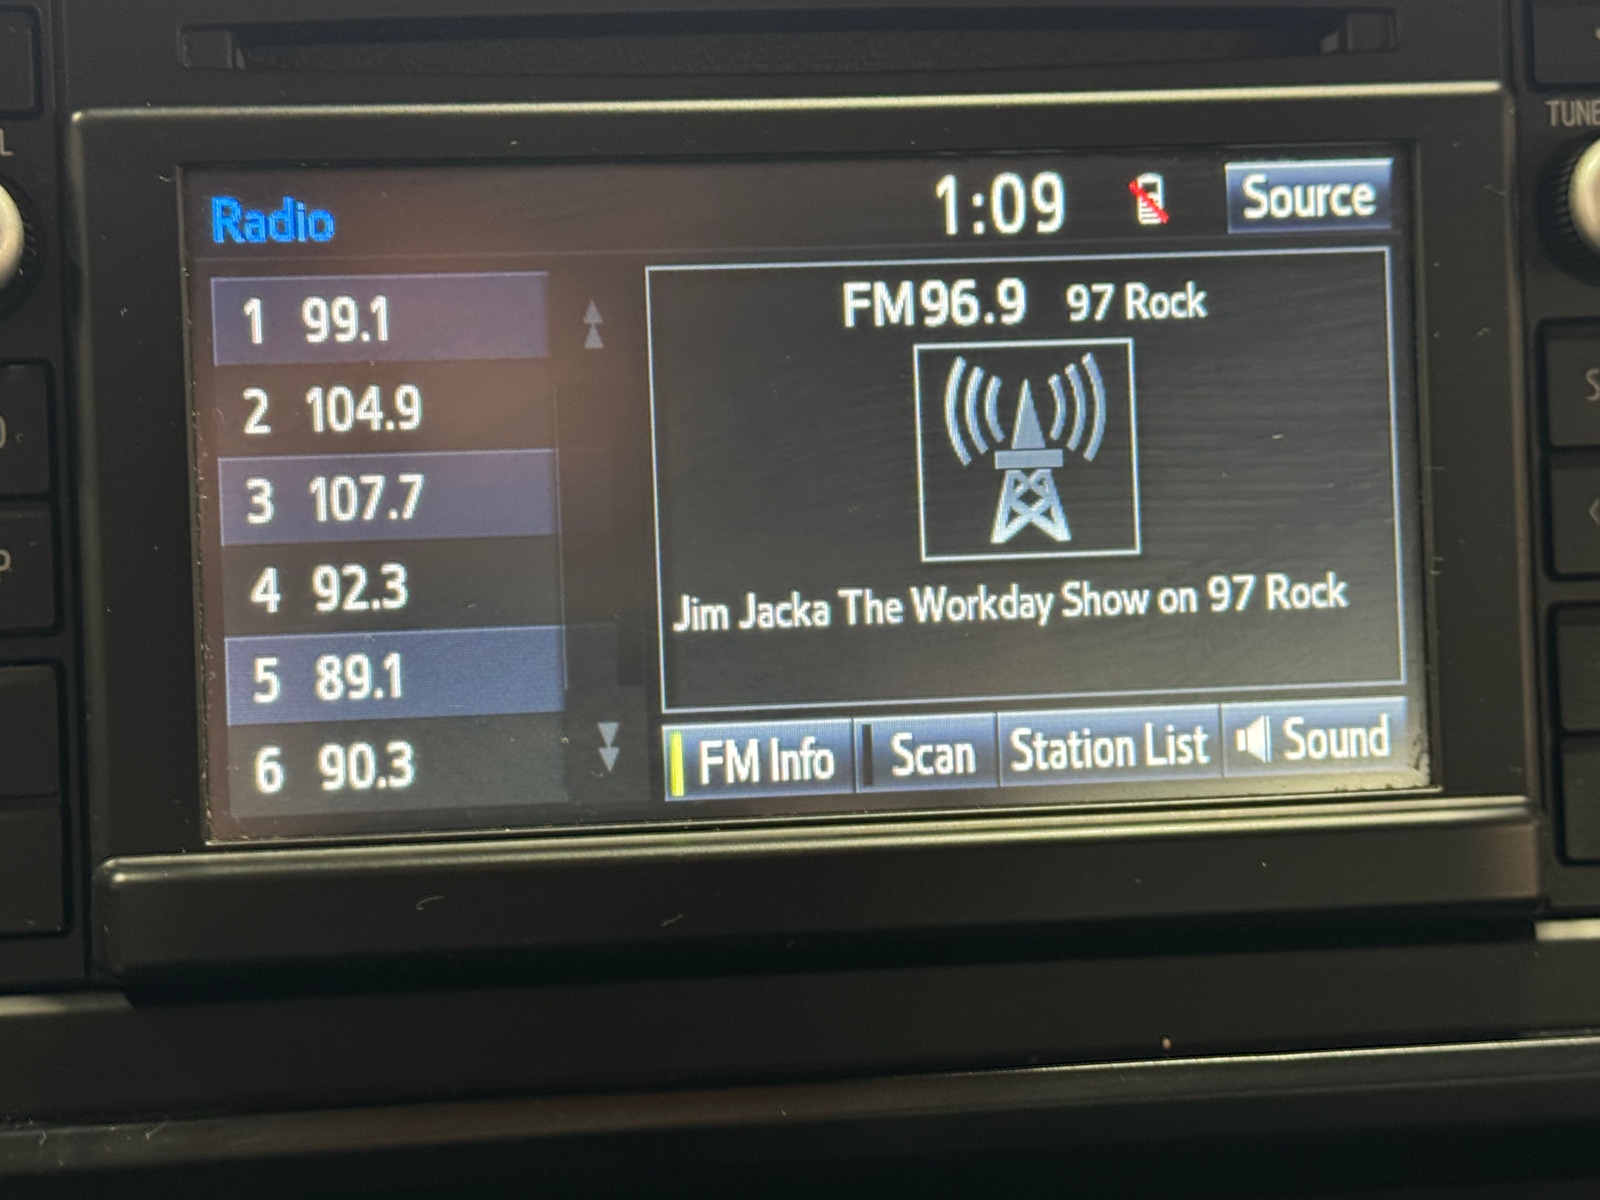 TUNE
L
Radio
1:09
Source
1 99.1
2 104.9
3 107.7
4 92.3
5 89.1
6 90.3
FM96.9 97 Rock
Jim Jacka The Workday Show on 97 Rock
FM Info
Scan
Station List
Sound
P
S